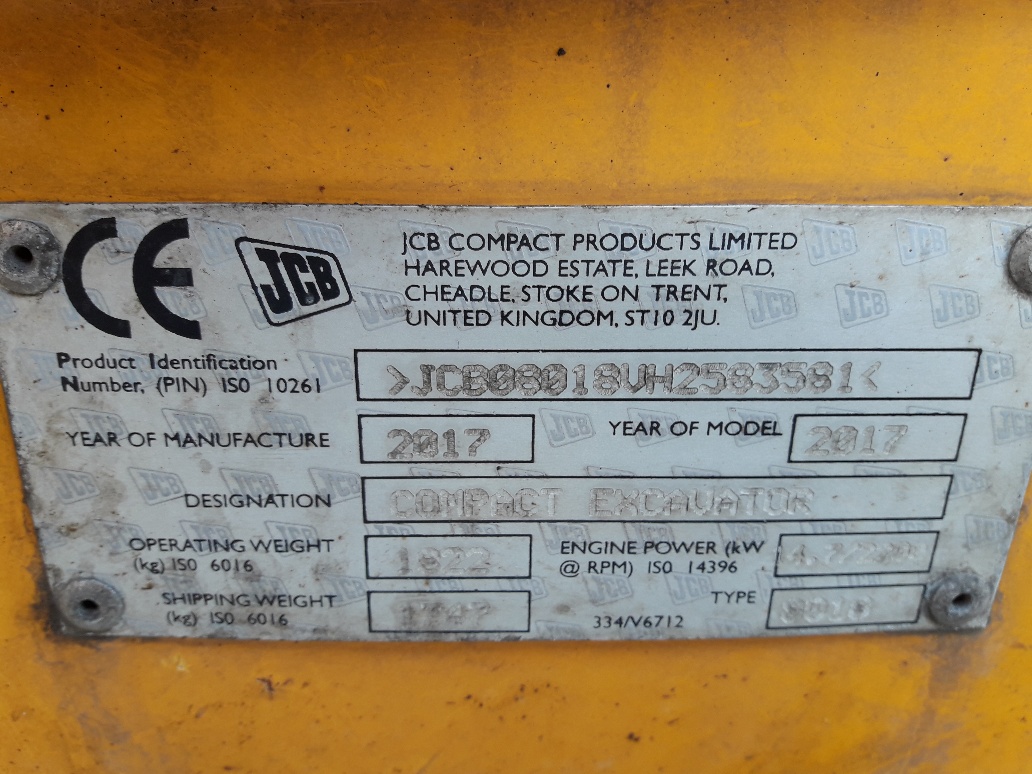 CE
JCB
JCB COMPACT PRODUCTS LIMITED
HAREWOOD ESTATE, LEEK ROAD,
CHEADLE, STOKE ON TRENT,
UNITED KINGDOM, ST10 2JU.
Product Identification
Number, (PIN) ISO 10261
>JCB08018VH2583581<
YEAR OF MANUFACTURE 2017 YEAR OF MODEL 2017
DESIGNATION COMPACT EXCAVATOR
OPERATING WEIGHT
(kg) ISO 6016
1622
ENGINE POWER (kW
@ RPM) ISO 14396
SHIPPING WEIGHT
(kg) ISO 6016
334/V6712
TYPE